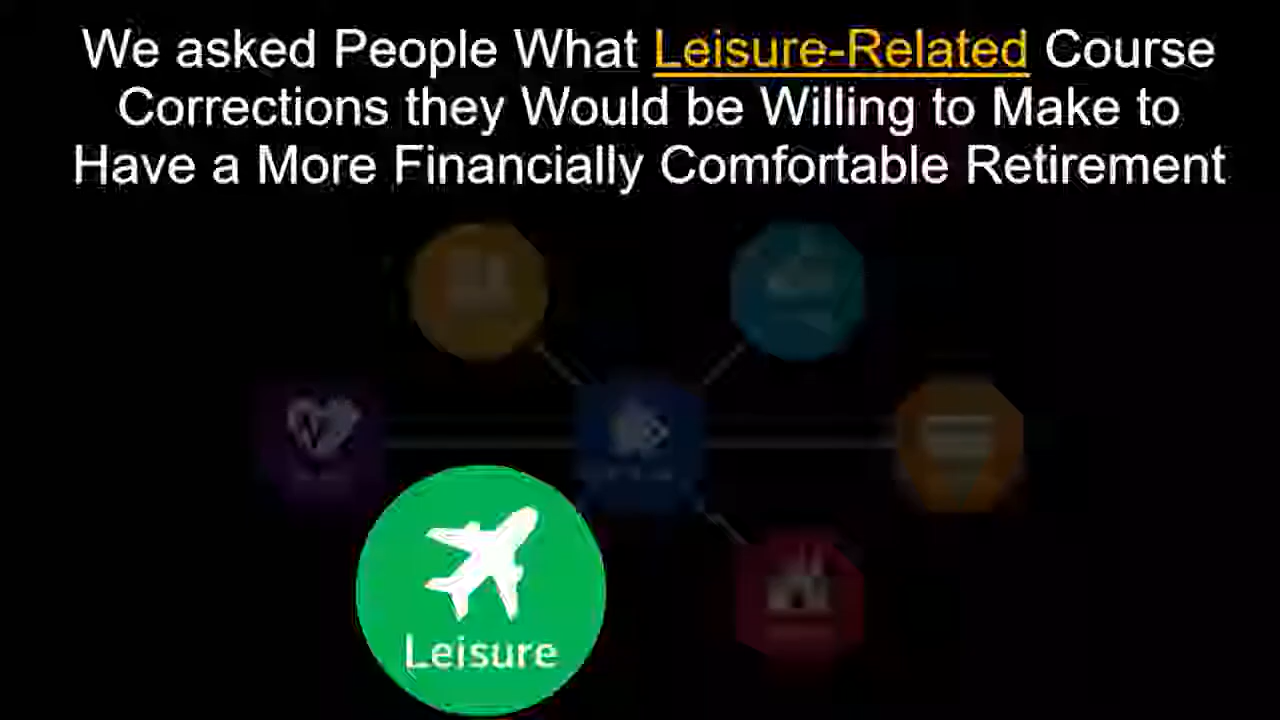 We asked People What Leisure-Related Course
Corrections they Would be Willing to Make to
Have a More Financially Comfortable Retirement
Leisure